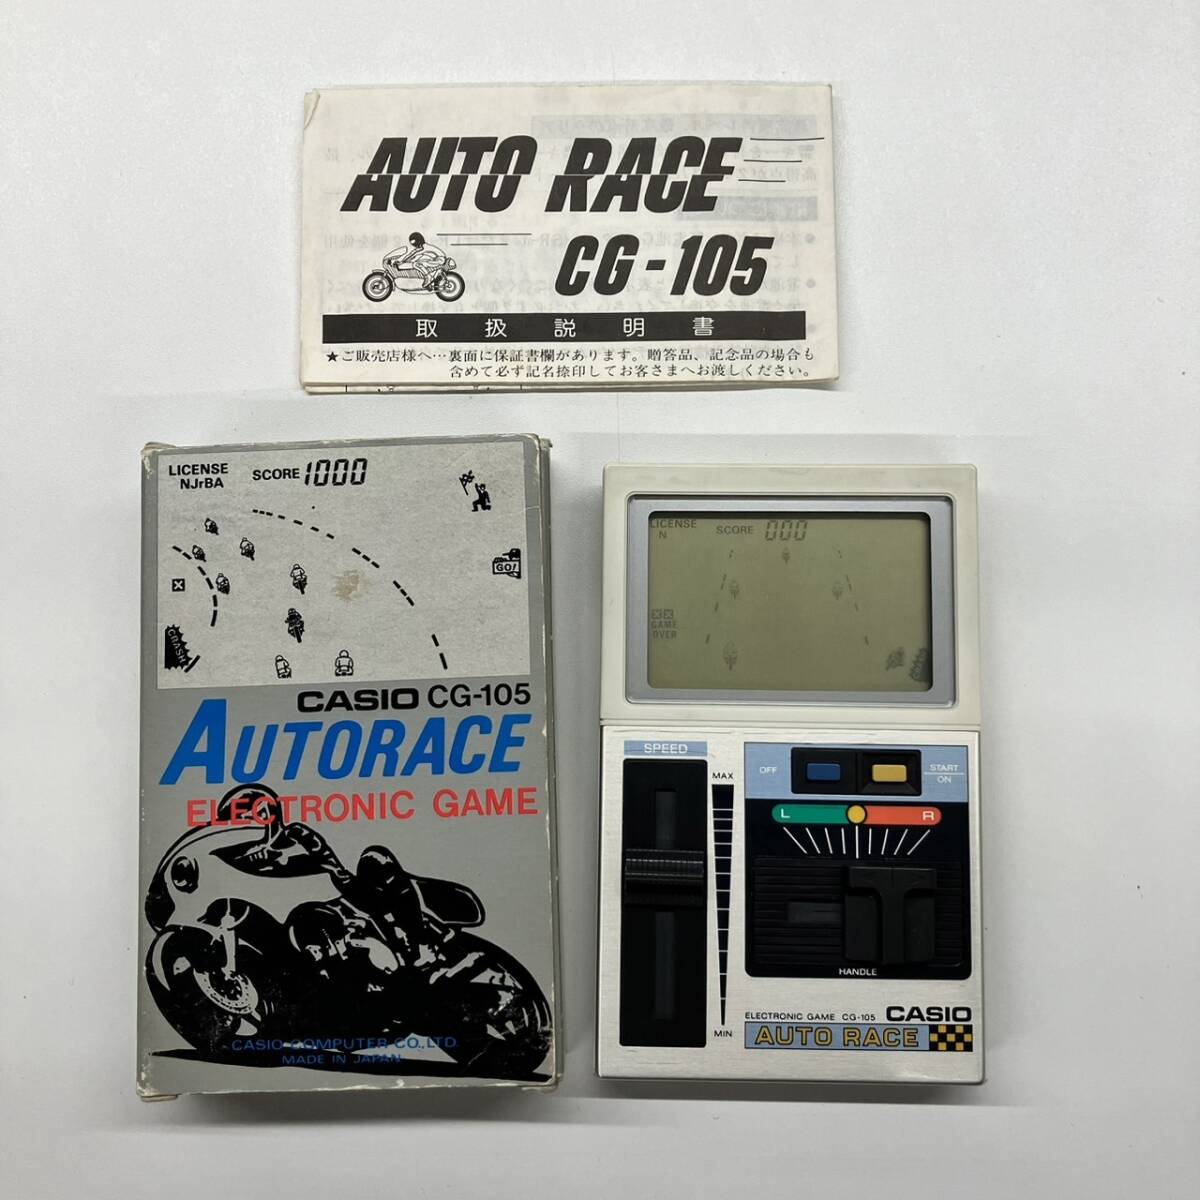 AUTO RACE
CG-105
取扱説明書
★ご販売店様へ…裏面に保証書欄があります。贈答品、記念品の場合も
含めて必ず記名捺印してお客さまへお渡しください。
LICENSE
NJrBA
SCORE 1000
GO!
CRASH
CASIO CG-105
AUTORACE
ELECTRONIC GAME
CASIO COMPUTER CO., LTD.
MADE IN JAPAN
LICENSE
N
SCORE 000
GAME
OVER
SPEED
MAX
MIN
OFF
START/
ON
L
R
HANDLE
ELECTRONIC GAME CG-105 CASIO
AUTO RACE